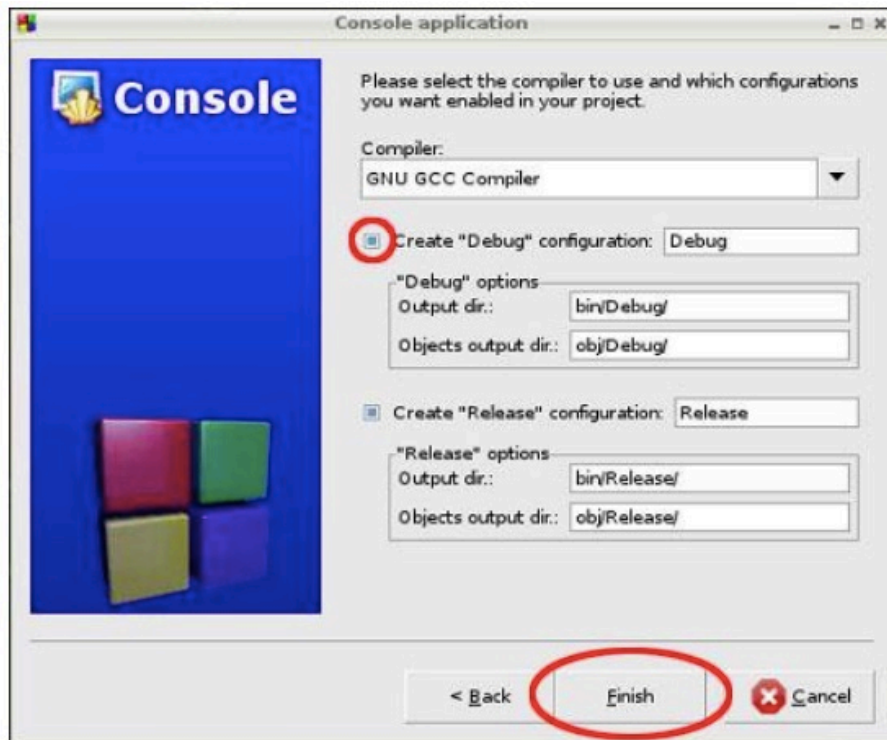 Console application
Console
Please select the compiler to use and which configurations
you want enabled in your project.
Compiler:
GNU GCC Compiler
Create "Debug" configuration: Debug
"Debug" options
Output dir.: bin/Debug/
Objects output dir.: obj/Debug/
Create "Release" configuration: Release
"Release" options
Output dir.: bin/Release/
Objects output dir.: obj/Release/
< Back Finish Cancel